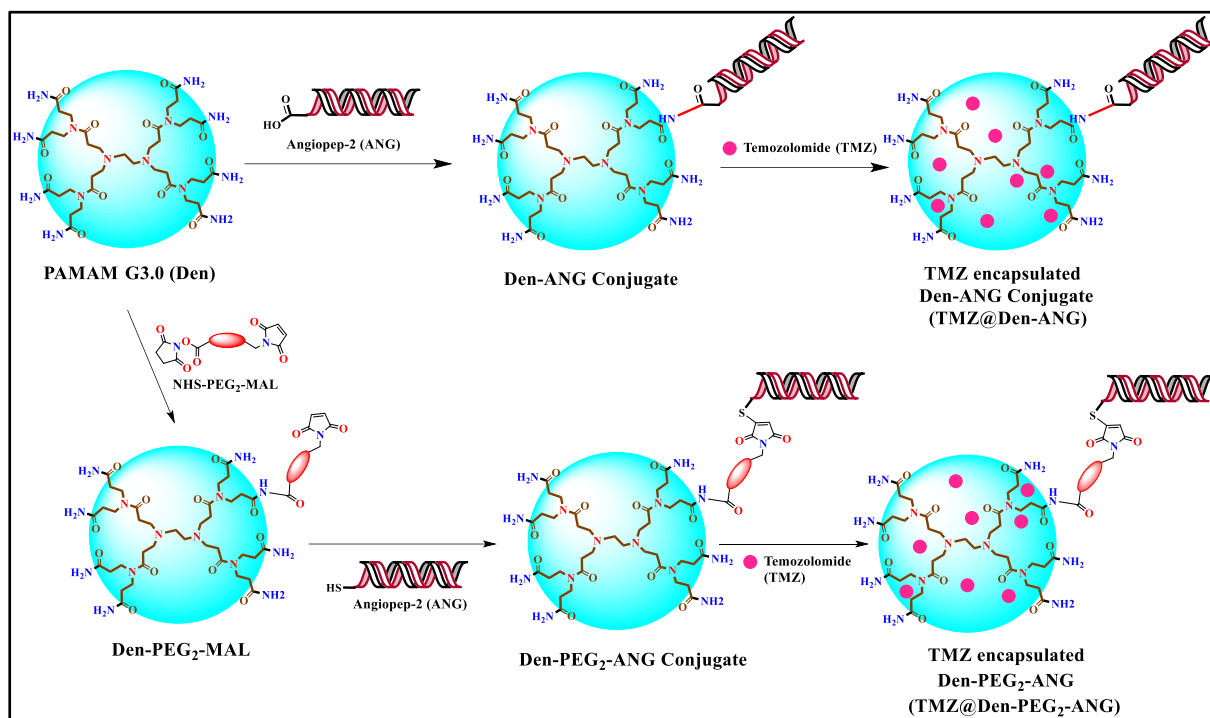 PAMAM G3.0 (Den)
HO
O
Angiopep-2 (ANG)
Den-ANG Conjugate
Temozolomide (TMZ)
TMZ encapsulated
Den-ANG Conjugate
(TMZ@Den-ANG)
NHS-PEG₂-MAL
Den-PEG₂-MAL
HS
Angiopep-2 (ANG)
Den-PEG₂-ANG Conjugate
Temozolomide
(TMZ)
TMZ encapsulated
Den-PEG₂-ANG
(TMZ@Den-PEG₂-ANG)